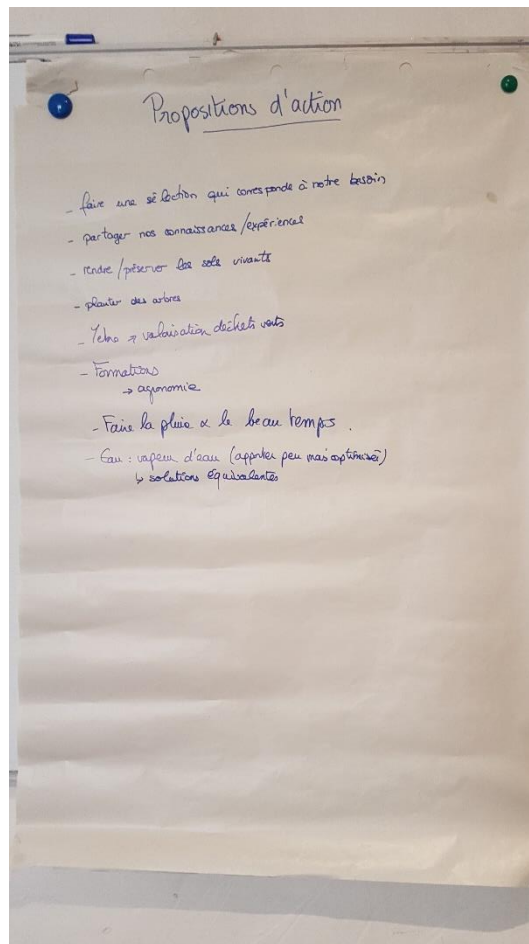 Propositions d'action
- faire une sélection qui corresponde à notre besoin
- partager nos connaissances/expériences
- rendre/préserver les sols vivants
- planter des arbres
- valorisation déchets verts
- Formations
→ agronomie
- Faire la pluie & le beau temps.
- Eau : vapeur d'eau (apporter peu mais optimisé)
↳ solutions équivalentes